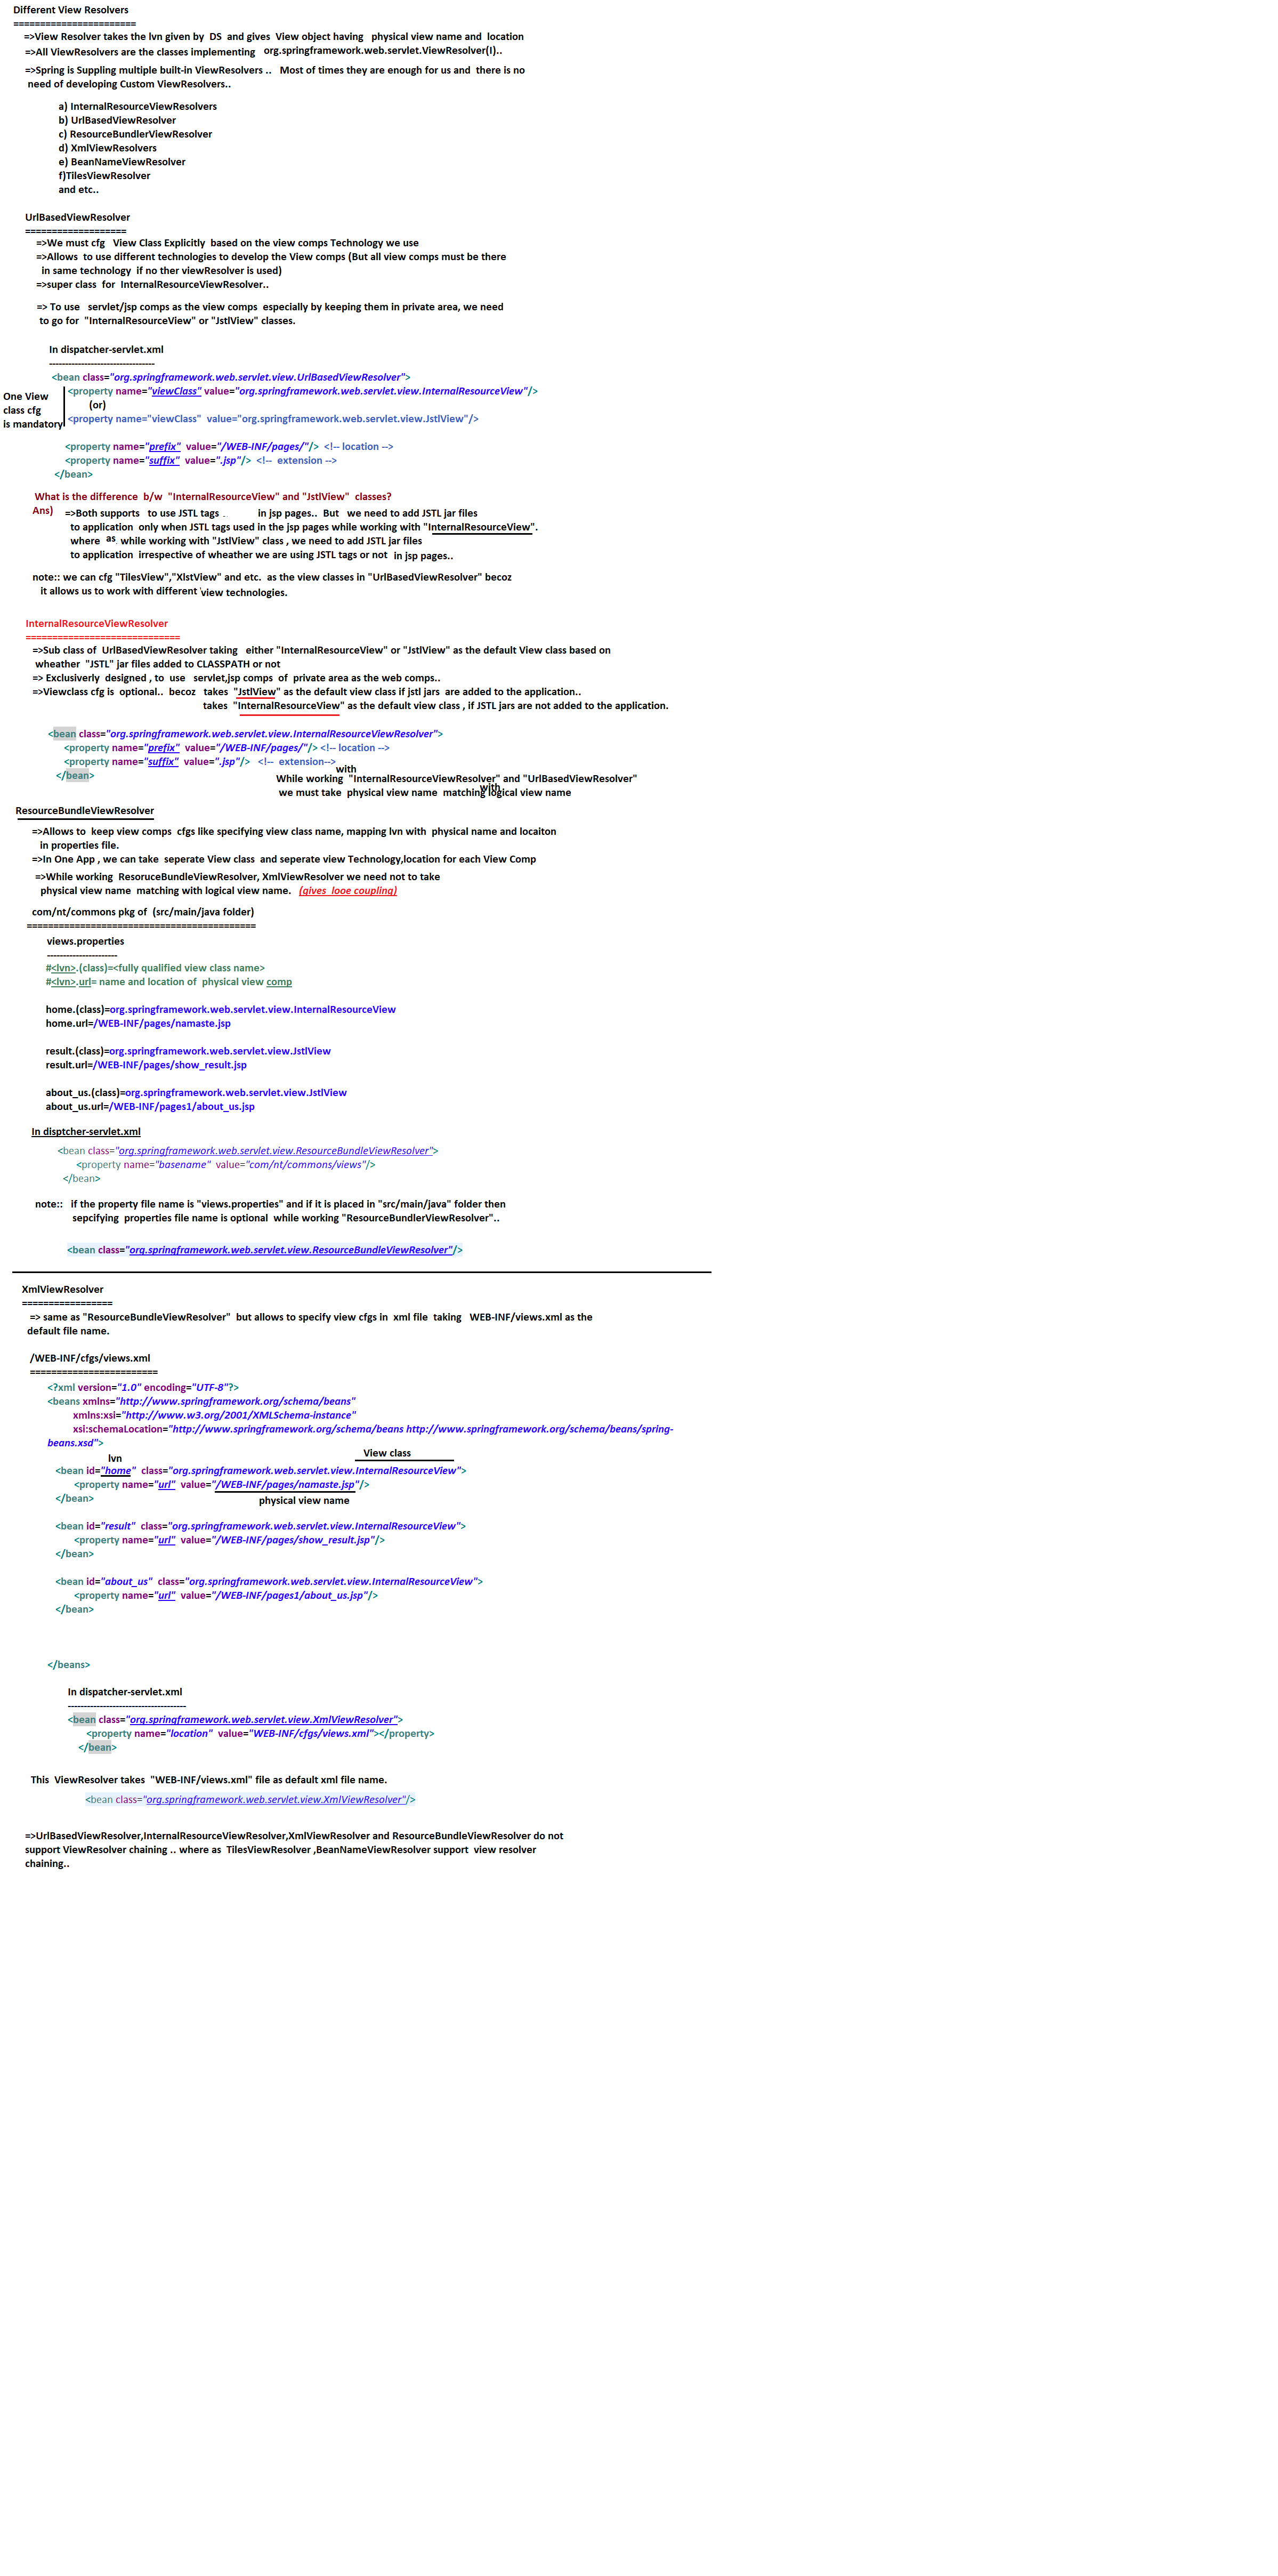 Different View Resolvers
=======================
=>View Resolver takes the lvn given by DS and gives View object having physical view name and location
=>All ViewResolvers are the classes implementing org.springframework.web.servlet.ViewResolver(I)..
=>Spring is Suppling multiple built-in ViewResolvers .. Most of times they are enough for us and there is no
need of developing Custom ViewResolvers..
a) InternalResourceViewResolvers
b) UrlBasedViewResolver
c) ResourceBundlerViewResolver
d) XmlViewResolvers
e) BeanNameViewResolver
f)TilesViewResolver
and etc..
UrlBasedViewResolver
===================
=>We must cfg View Class Explicitly based on the view comps Technology we use
=>Allows to use different technologies to develop the View comps (But all view comps must be there
in same technology if no ther viewResolver is used)
=>super class for InternalResourceViewResolver..
=> To use servlet/jsp comps as the view comps especially by keeping them in private area, we need
to go for "InternalResourceView" or "JstlView" classes.
In dispatcher-servlet.xml
---------------------------------
<bean class="org.springframework.web.servlet.view.UrlBasedViewResolver">
One View
class cfg
is mandatory
<property name="viewClass" value="org.springframework.web.servlet.view.InternalResourceView"/>
(or)
<property name="viewClass" value="org.springframework.web.servlet.view.JstlView"/>
<property name="prefix" value="/WEB-INF/pages/"/> <!-- location -->
<property name="suffix" value=".jsp"/> <!-- extension -->
</bean>
What is the difference b/w "InternalResourceView" and "JstlView" classes?
Ans) =>Both supports to use JSTL tags .. in jsp pages.. But we need to add JSTL jar files
to application only when JSTL tags used in the jsp pages while working with "InternalResourceView".
where as while working with "JstlView" class , we need to add JSTL jar files
to application irrespective of wheather we are using JSTL tags or not in jsp pages..
note:: we can cfg "TilesView","XlstView" and etc. as the view classes in "UrlBasedViewResolver" becoz
it allows us to work with different view technologies.
InternalResourceViewResolver
=============================
=>Sub class of UrlBasedViewResolver taking either "InternalResourceView" or "JstlView" as the default View class based on
wheather "JSTL" jar files added to CLASSPATH or not
=> Exclusiverly designed , to use servlet,jsp comps of private area as the web comps..
=>Viewclass cfg is optional.. becoz takes "JstlView" as the default view class if jstl jars are added to the application..
takes "InternalResourceView" as the default view class , if JSTL jars are not added to the application.
<bean class="org.springframework.web.servlet.view.InternalResourceViewResolver">
<property name="prefix" value="/WEB-INF/pages/"/> <!-- location -->
<property name="suffix" value=".jsp"/> <!-- extension-->
</bean>
with
While working "InternalResourceViewResolver" and "UrlBasedViewResolver"
with
we must take physical view name matching logical view name
ResourceBundleViewResolver
=>Allows to keep view comps cfgs like specifying view class name, mapping lvn with physical name and locaiton
in properties file.
=>In One App , we can take seperate View class and seperate view Technology,location for each View Comp
=>While working ResoruceBundleViewResolver, XmlViewResolver we need not to take
physical view name matching with logical view name. (gives looe coupling)
com/nt/commons pkg of (src/main/java folder)
===========================================
views.properties
----------------------
#<lvn>.(class)=<fully qualified view class name>
#<lvn>.url= name and location of physical view comp
home.(class)=org.springframework.web.servlet.view.InternalResourceView
home.url=/WEB-INF/pages/namaste.jsp
result.(class)=org.springframework.web.servlet.view.JstlView
result.url=/WEB-INF/pages/show_result.jsp
about_us.(class)=org.springframework.web.servlet.view.JstlView
about_us.url=/WEB-INF/pages1/about_us.jsp
In disptcher-servlet.xml
<bean class="org.springframework.web.servlet.view.ResourceBundleViewResolver">
<property name="basename" value="com/nt/commons/views"/>
</bean>
note:: if the property file name is "views.properties" and if it is placed in "src/main/java" folder then
sepcifying properties file name is optional while working "ResourceBundlerViewResolver"..
<bean class="org.springframework.web.servlet.view.ResourceBundleViewResolver"/>
XmlViewResolver
=================
=> same as "ResourceBundleViewResolver" but allows to specify view cfgs in xml file taking WEB-INF/views.xml as the
default file name.
/WEB-INF/cfgs/views.xml
========================
<?xml version="1.0" encoding="UTF-8"?>
<beans xmlns="http://www.springframework.org/schema/beans"
xmlns:xsi="http://www.w3.org/2001/XMLSchema-instance"
xsi:schemaLocation="http://www.springframework.org/schema/beans http://www.springframework.org/schema/beans/spring-
beans.xsd">
lvn View class
<bean id="home" class="org.springframework.web.servlet.view.InternalResourceView">
<property name="url" value="/WEB-INF/pages/namaste.jsp"/>
</bean> physical view name
<bean id="result" class="org.springframework.web.servlet.view.InternalResourceView">
<property name="url" value="/WEB-INF/pages/show_result.jsp"/>
</bean>
<bean id="about_us" class="org.springframework.web.servlet.view.InternalResourceView">
<property name="url" value="/WEB-INF/pages1/about_us.jsp"/>
</bean>
</beans>
In dispatcher-servlet.xml
-------------------------------------
<bean class="org.springframework.web.servlet.view.XmlViewResolver">
<property name="location" value="WEB-INF/cfgs/views.xml"></property>
</bean>
This ViewResolver takes "WEB-INF/views.xml" file as default xml file name.
<bean class="org.springframework.web.servlet.view.XmlViewResolver"/>
=>UrlBasedViewResolver,InternalResourceViewResolver,XmlViewResolver and ResourceBundleViewResolver do not
support ViewResolver chaining .. where as TilesViewResolver ,BeanNameViewResolver support view resolver
chaining..